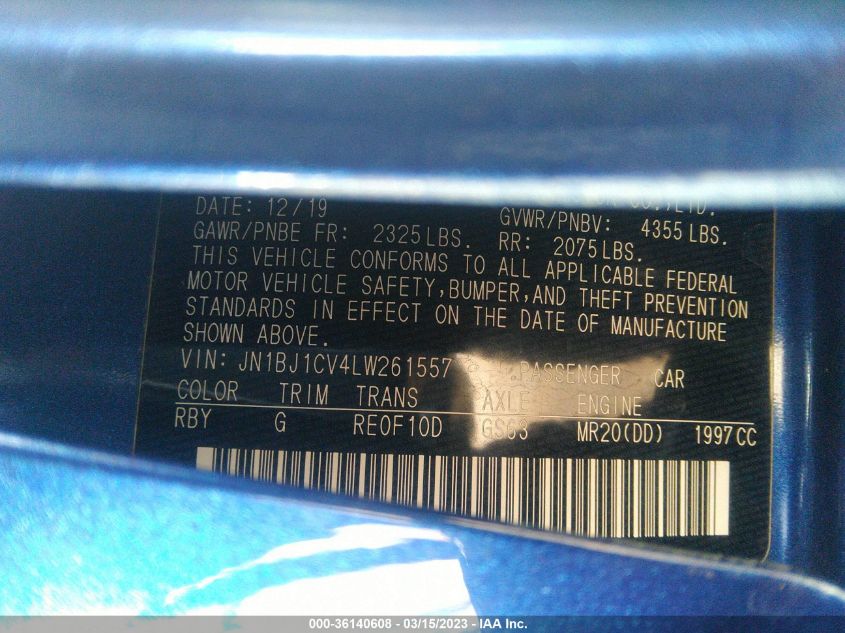 LTD.
DATE: 12/19 GVWR/PNBV: 4355 LBS.
GAWR/PNBE FR: 2325 LBS. RR: 2075 LBS.
THIS VEHICLE CONFORMS TO ALL APPLICABLE FEDERAL
MOTOR VEHICLE SAFETY, BUMPER, AND THEFT PREVENTION
STANDARDS IN EFFECT ON THE DATE OF MANUFACTURE
SHOWN ABOVE.
VIN: JN1BJ1CV4LW261557 PASSENGER CAR
COLOR TRIM TRANS AXLE ENGINE
RBY G RE0F10D GS63 MR20(DD) 1997CC
000-36140608 - 03/15/2023 - IAA Inc.